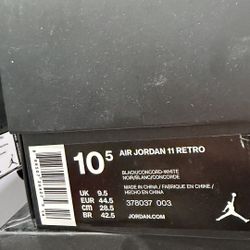 10⁵ AIR JORDAN 11 RETRO
BLACK/CONCORD-WHITE
NOIR/BLANC/CONCORDE
MADE IN CHINA / FABRIQUE EN CHINE /
HECHO EN CHINA
378037 003
UK 9.5
EUR 44.5
CM 28.5
BR 42.5
JORDAN.COM